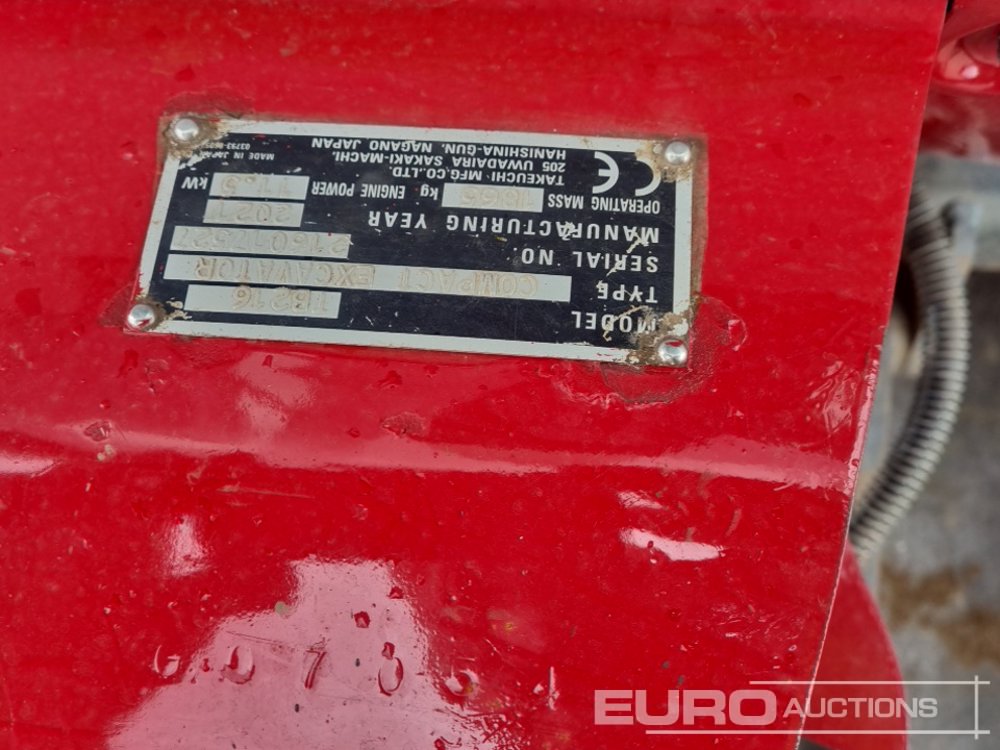 MODEL TB216
TYPE COMPACT EXCAVATOR
SERIAL NO. 216017527
MANUFACTURING YEAR 2021
OPERATING MASS 1865 kg ENGINE POWER 11.5 kW
CE
TAKEUCHI MFG.CO.,LTD.
205 UWADAIRA SAKAKI-MACHI,
HANISHINA-GUN, NAGANO JAPAN
MADE IN JAPAN
EURO AUCTIONS